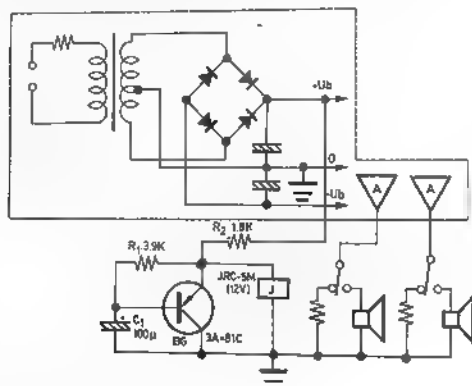 +Ub
0
-Ub
A A
R₂ 1.8K
R₁ 3.9K
JRC-5M
(12V)
J
+
C₁
100μ
BG
3A×81C